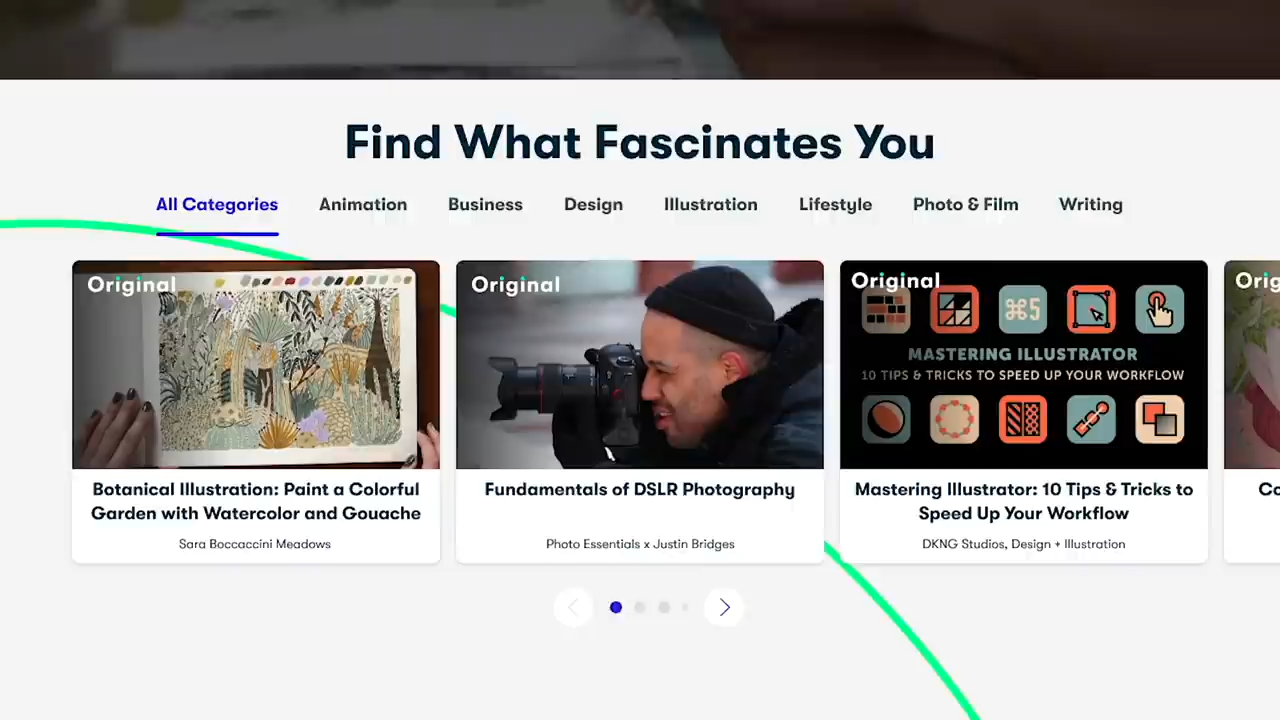 Find What Fascinates You
All Categories Animation Business Design Illustration Lifestyle Photo & Film Writing
Original
Botanical Illustration: Paint a Colorful
Garden with Watercolor and Gouache
Sara Boccaccini Meadows
Original
Fundamentals of DSLR Photography
Photo Essentials x Justin Bridges
Original
⌘5
MASTERING ILLUSTRATOR
10 TIPS & TRICKS TO SPEED UP YOUR WORKFLOW
Mastering Illustrator: 10 Tips & Tricks to
Speed Up Your Workflow
DKNG Studios, Design + Illustration
Orig
Co